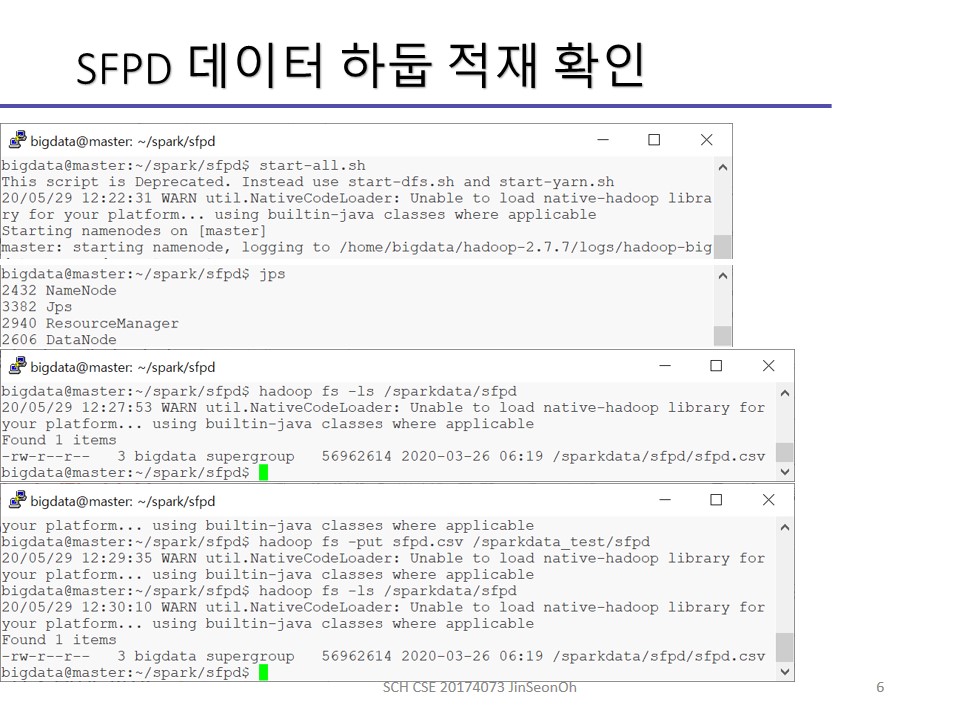 SFPD 데이터 하둡 적재 확인
bigdata@master: ~/spark/sfpd
bigdata@master:~/spark/sfpd$ start-all.sh
This script is Deprecated. Instead use start-dfs.sh and start-yarn.sh
20/05/29 12:22:31 WARN util.NativeCodeLoader: Unable to load native-hadoop libra
ry for your platform... using builtin-java classes where applicable
Starting namenodes on [master]
master: starting namenode, logging to /home/bigdata/hadoop-2.7.7/logs/hadoop-big
bigdata@master:~/spark/sfpd$ jps
2432 NameNode
3382 Jps
2940 ResourceManager
2606 DataNode
bigdata@master: ~/spark/sfpd
bigdata@master:~/spark/sfpd$ hadoop fs -ls /sparkdata/sfpd
20/05/29 12:27:53 WARN util.NativeCodeLoader: Unable to load native-hadoop library for
your platform... using builtin-java classes where applicable
Found 1 items
-rw-r--r--   3 bigdata supergroup   56962614 2020-03-26 06:19 /sparkdata/sfpd/sfpd.csv
bigdata@master:~/spark/sfpd$
bigdata@master: ~/spark/sfpd
your platform... using builtin-java classes where applicable
bigdata@master:~/spark/sfpd$ hadoop fs -put sfpd.csv /sparkdata_test/sfpd
20/05/29 12:29:35 WARN util.NativeCodeLoader: Unable to load native-hadoop library for
your platform... using builtin-java classes where applicable
bigdata@master:~/spark/sfpd$ hadoop fs -ls /sparkdata/sfpd
20/05/29 12:30:10 WARN util.NativeCodeLoader: Unable to load native-hadoop library for
your platform... using builtin-java classes where applicable
Found 1 items
-rw-r--r--   3 bigdata supergroup   56962614 2020-03-26 06:19 /sparkdata/sfpd/sfpd.csv
bigdata@master:~/spark/sfpd$
SCH CSE 20174073 JinSeonOh
6